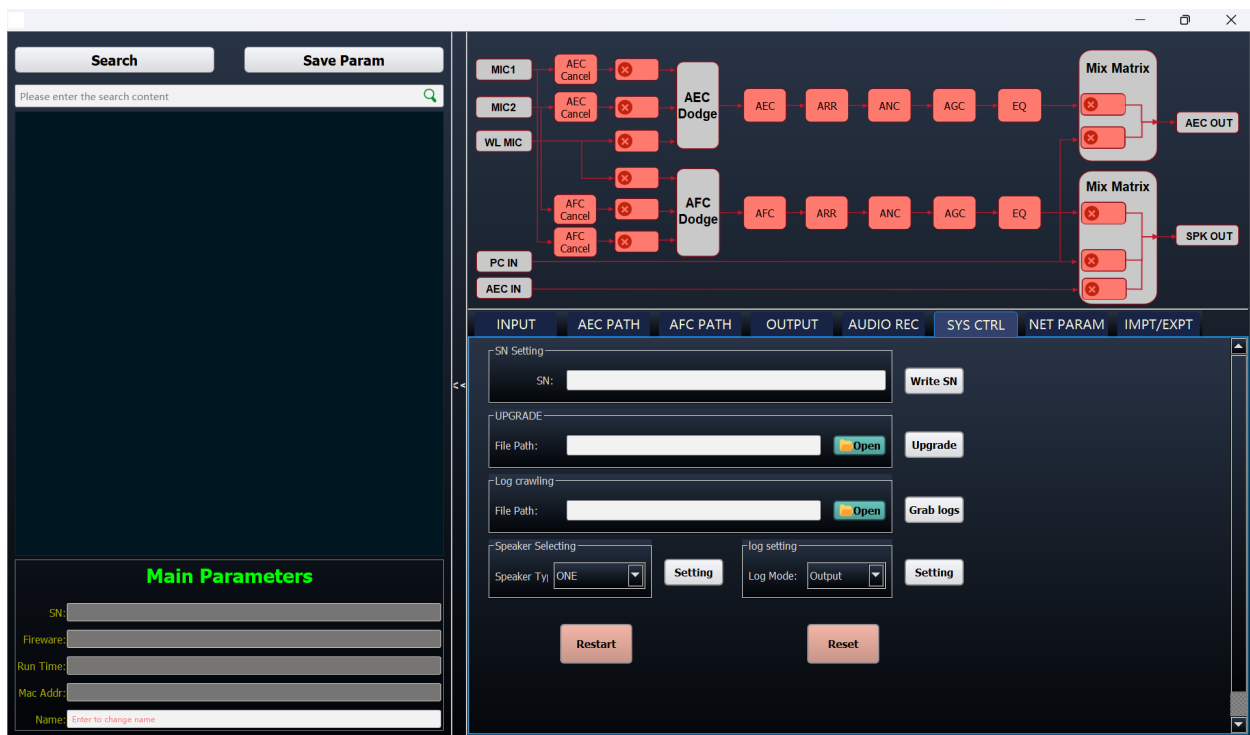 Search
Save Param
Please enter the search content
Main Parameters
SN:
Fireware:
Run Time:
Mac Addr:
Name: Enter to change name
<<
MIC1
MIC2
WL MIC
PC IN
AEC IN
AEC
Cancel
AEC
Cancel
AFC
Cancel
AFC
Cancel
AEC
Dodge
AEC
ARR
ANC
AGC
EQ
AFC
Dodge
AFC
ARR
ANC
AGC
EQ
Mix Matrix
AEC OUT
Mix Matrix
SPK OUT
INPUT
AEC PATH
AFC PATH
OUTPUT
AUDIO REC
SYS CTRL
NET PARAM
IMPT/EXPT
SN Setting
SN:
Write SN
UPGRADE
File Path:
Open
Upgrade
Log crawling
File Path:
Open
Grab logs
Speaker Selecting
Speaker Ty
ONE
Setting
log setting
Log Mode:
Output
Setting
Restart
Reset